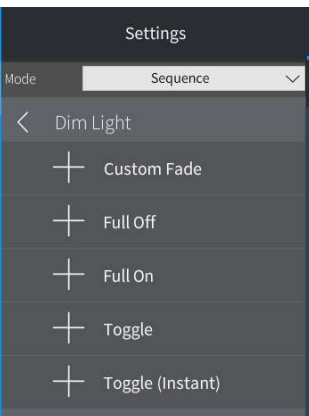 Settings
Mode Sequence
Dim Light
Custom Fade
Full Off
Full On
Toggle
Toggle (Instant)